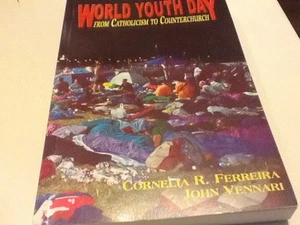 WORLD YOUTH DAY
FROM CATHOLICISM TO COUNTERCHURCH
CORNELIA R. FERREIRA
JOHN VENNARI